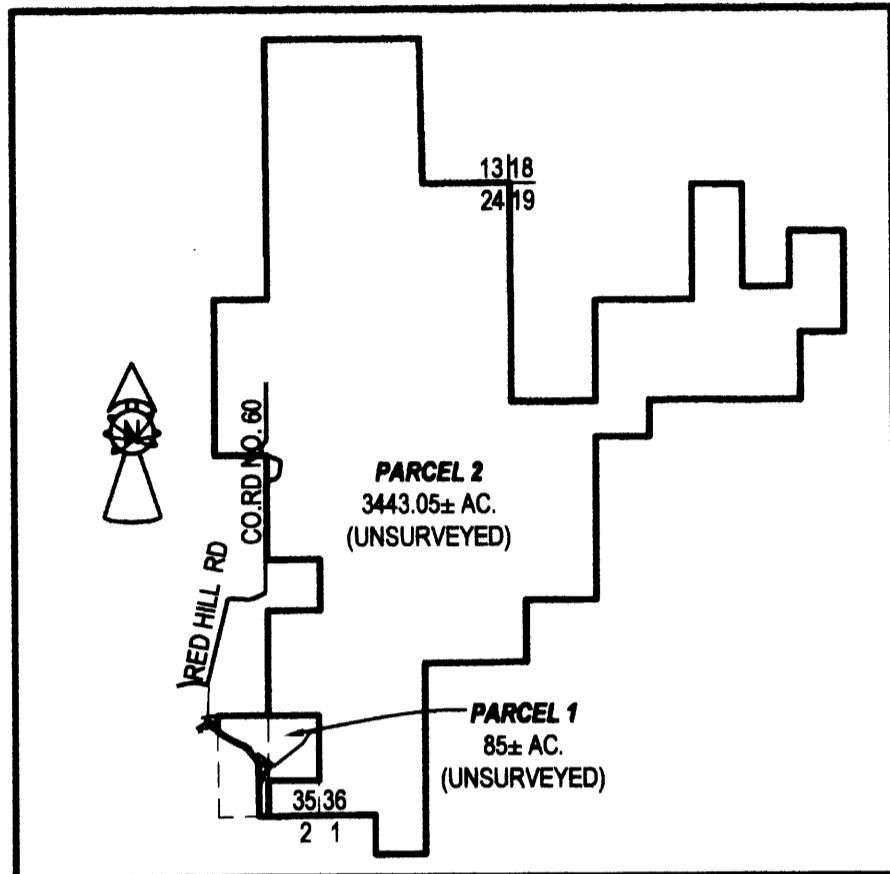 13 18
24 19
CO.RD NO. 60
PARCEL 2
3443.05± AC.
(UNSURVEYED)
RED HILL RD
PARCEL 1
85± AC.
(UNSURVEYED)
35 36
2 1